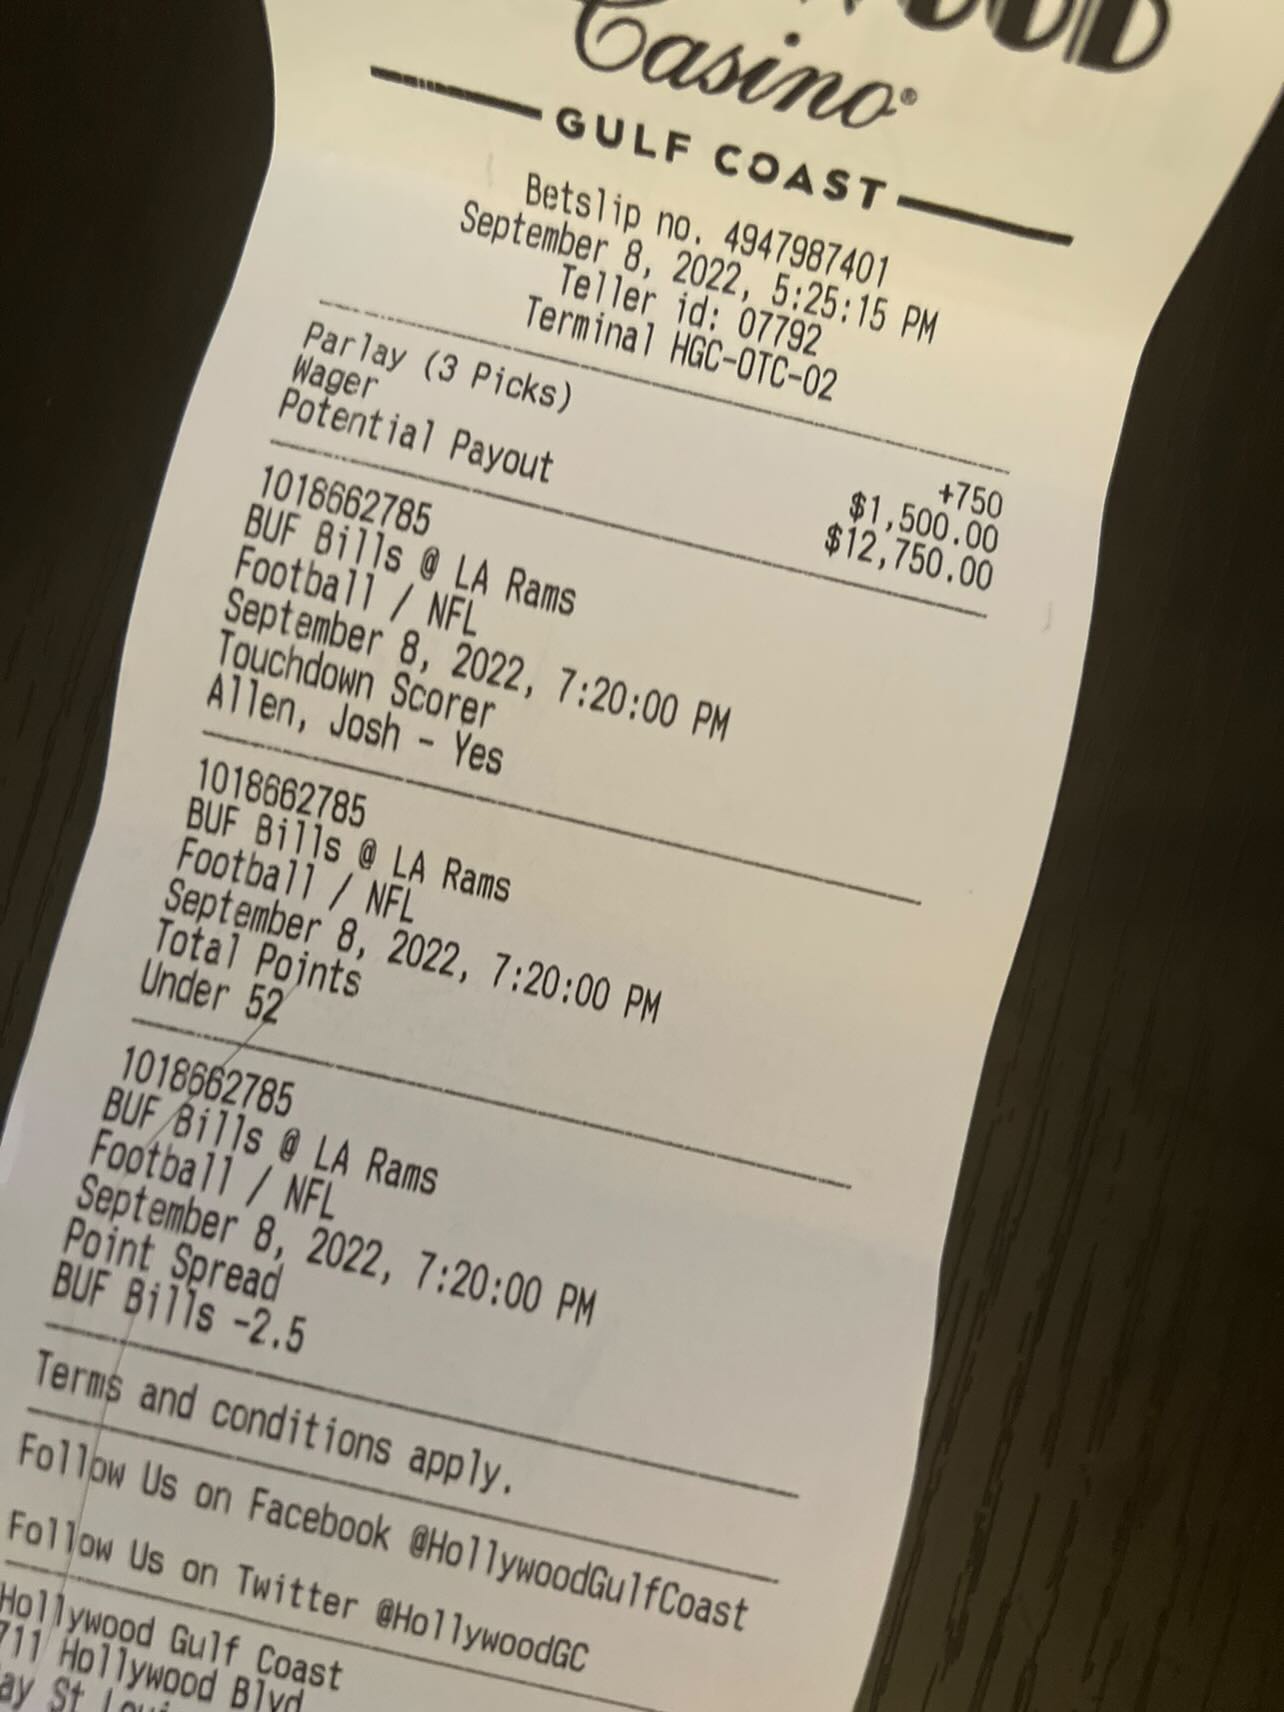 Casino®
GULF COAST
Betslip no. 4947987401
September 8, 2022, 5:25:15 PM
Teller id: 07792
Terminal HGC-OTC-02
Parlay (3 Picks) +750
Wager $1,500.00
Potential Payout $12,750.00
1018662785
BUF Bills @ LA Rams
Football / NFL
September 8, 2022, 7:20:00 PM
Touchdown Scorer
Allen, Josh - Yes
1018662785
BUF Bills @ LA Rams
Football / NFL
September 8, 2022, 7:20:00 PM
Total Points
Under 52
1018662785
BUF Bills @ LA Rams
Football / NFL
September 8, 2022, 7:20:00 PM
Point Spread
BUF Bills -2.5
Terms and conditions apply.
Follow Us on Facebook @HollywoodGulfCoast
Follow Us on Twitter @HollywoodGC
Hollywood Gulf Coast
711 Hollywood Blvd
St